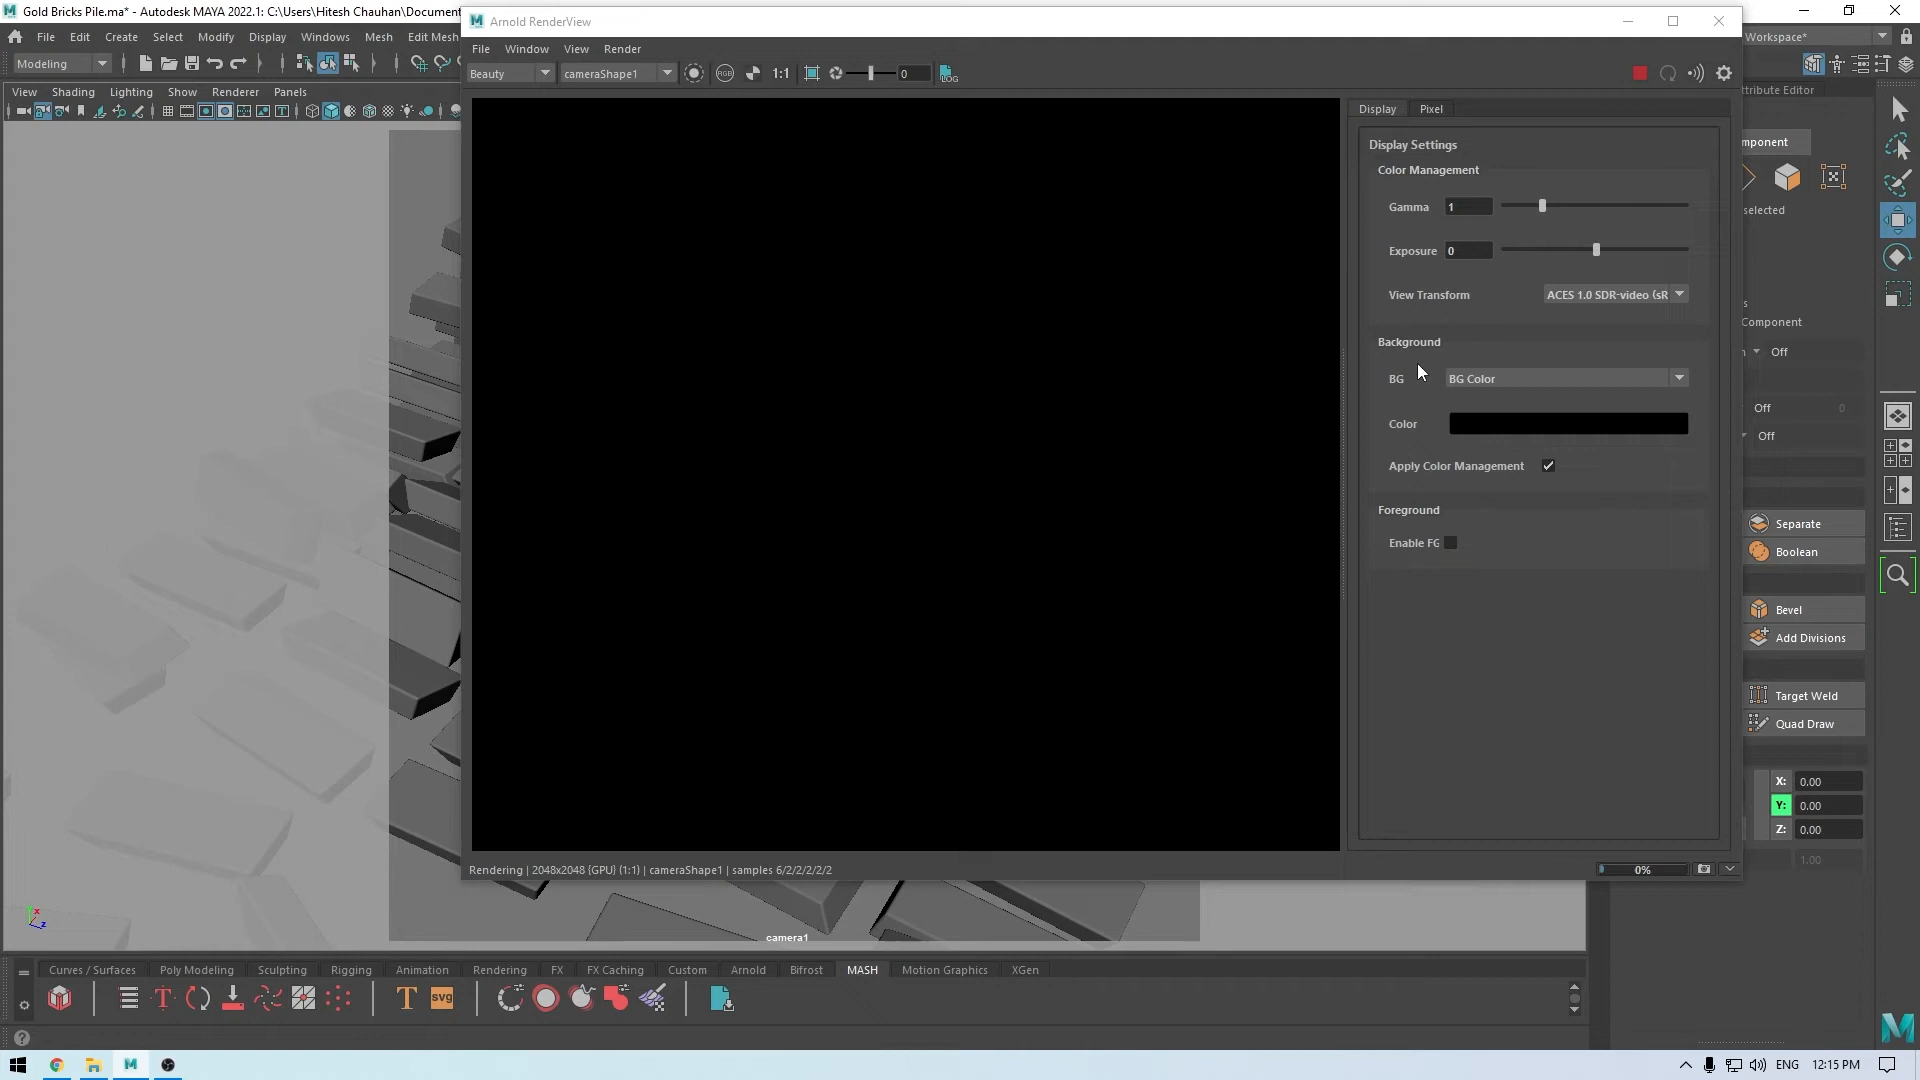 Gold Bricks Pile.ma* - Autodesk MAYA 2022.1: C:\Users\Hitesh Chauhan\Document
Arnold RenderView
File Edit Create Select Modify Display Windows Mesh Edit Mesh
Workspace*
File Window View Render
Modeling
Beauty cameraShape1 RGB 1:1 0 LOG
View Shading Lighting Show Renderer Panels
ttribute Editor
Display Pixel
Display Settings
mponent
Color Management
Gamma 1
selected
Exposure 0
View Transform ACES 1.0 SDR-video (sR
s
Component
Background
Off
BG BG Color
Off 0
Color
Off
Apply Color Management
Foreground
Separate
Enable FG
Boolean
Bevel
Add Divisions
Target Weld
Quad Draw
X: 0.00
Y: 0.00
Z: 0.00
1.00
Rendering | 2048x2048 {GPU} (1:1) | cameraShape1 | samples 6/2/2/2/2/2
0%
x
z
camera1
Curves / Surfaces Poly Modeling Sculpting Rigging Animation Rendering FX FX Caching Custom Arnold Bifrost MASH Motion Graphics XGen
T T SVG
M
ENG 12:15 PM